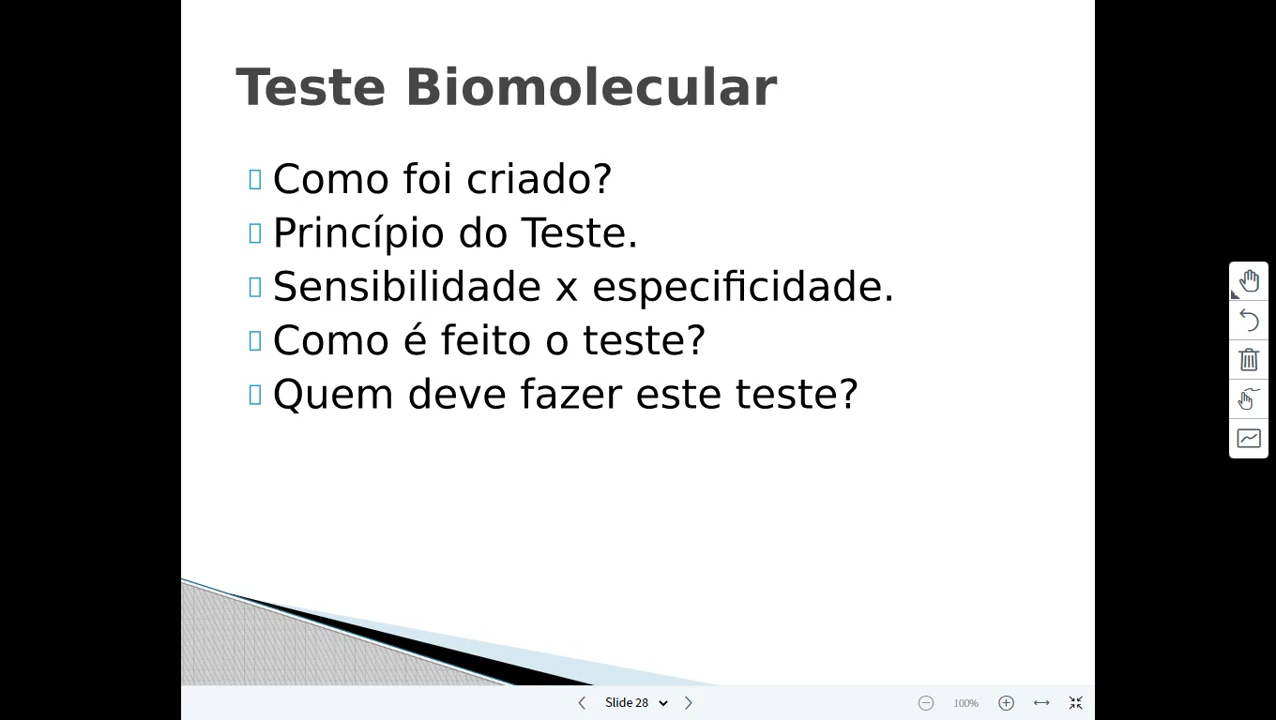 Teste Biomolecular
Como foi criado?
Princípio do Teste.
Sensibilidade x especificidade.
Como é feito o teste?
Quem deve fazer este teste?
Slide 28
100%